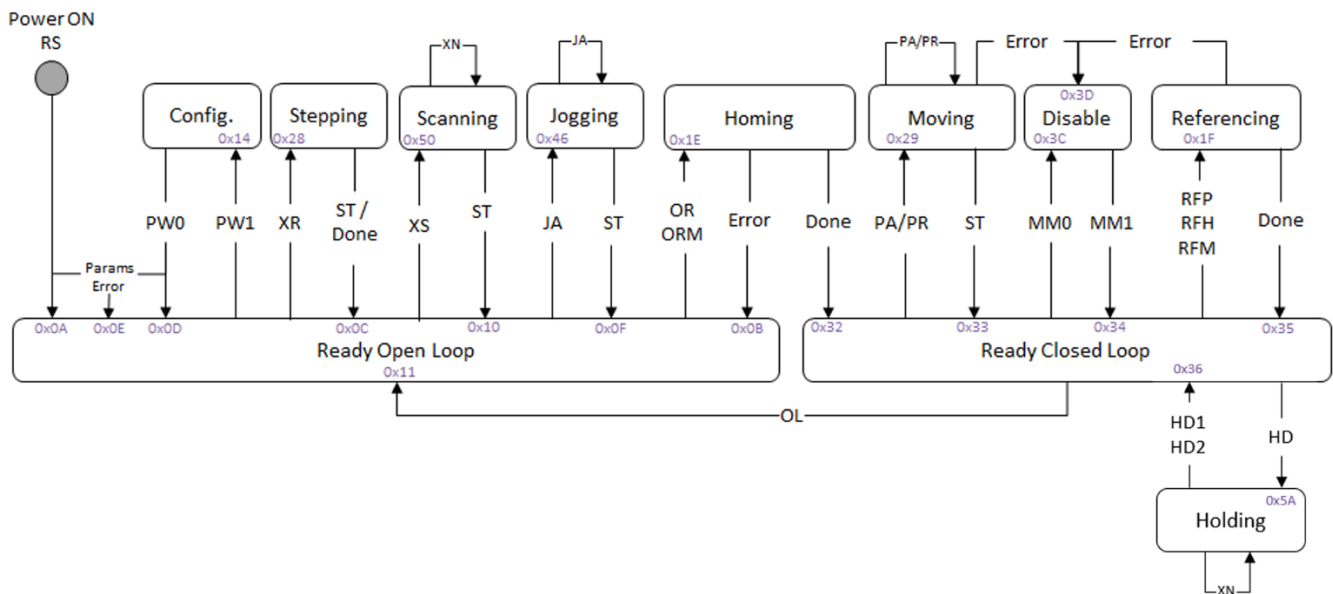 Power ON
RS
XN
JA
PA/PR
Error
Error
Config.
0x14
Stepping
0x28
Scanning
0x50
Jogging
0x46
Homing
0x1E
Moving
0x29
0x3D
Disable
0x3C
Referencing
0x1F
PW0
PW1
XR
ST /
Done
XS
ST
JA
ST
OR
ORM
Error
Done
PA/PR
ST
MM0
MM1
RFP
RFH
RFM
Done
Params
Error
0x0A
0x0E
0x0D
0x0C
0x10
0x0F
0x0B
Ready Open Loop
0x11
0x32
0x33
0x34
0x35
Ready Closed Loop
0x36
OL
HD1
HD2
HD
0x5A
Holding
XN